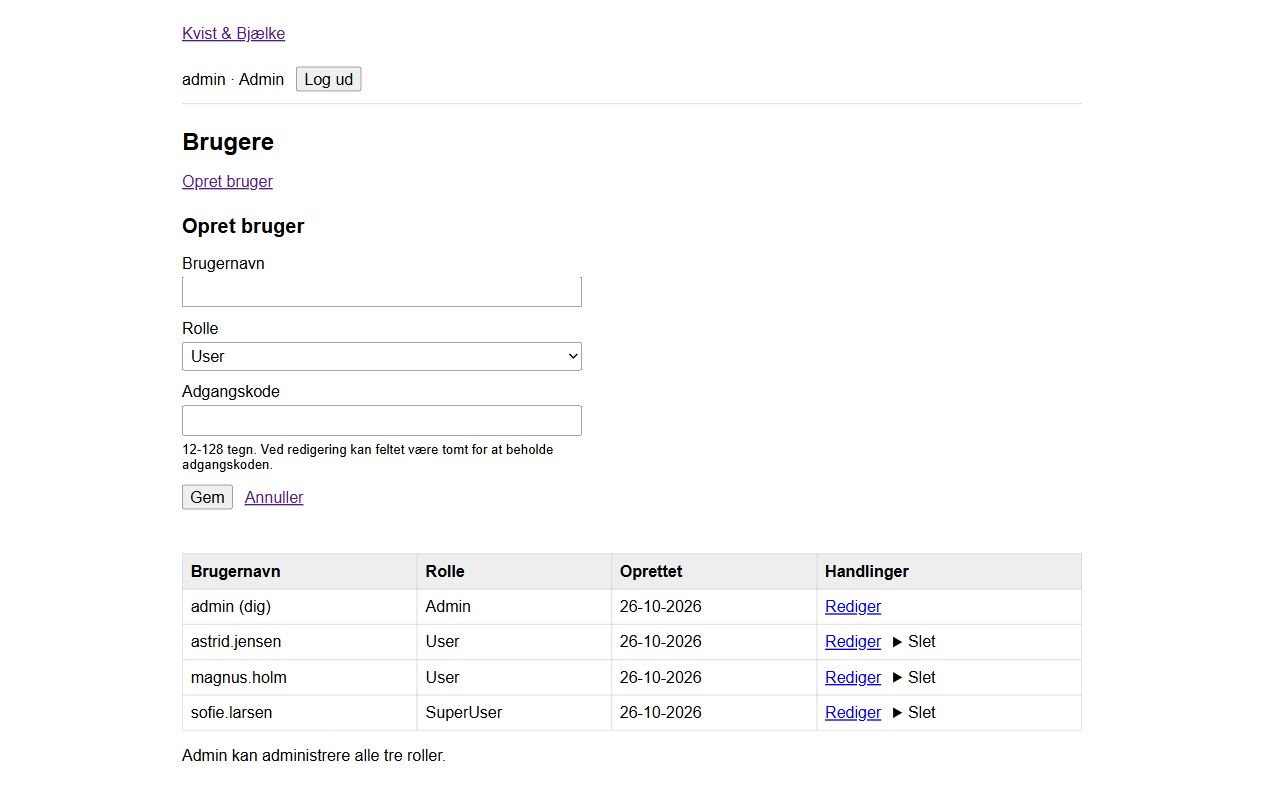 Kvist & Bjælke
admin · Admin Log ud
Brugere
Opret bruger
Opret bruger
Brugernavn
Rolle
User
Adgangskode
12-128 tegn. Ved redigering kan feltet være tomt for at beholde
adgangskoden.
Gem Annuller
Brugernavn Rolle Oprettet Handlinger
admin (dig) Admin 26-10-2026 Rediger
astrid.jensen User 26-10-2026 Rediger ▶ Slet
magnus.holm User 26-10-2026 Rediger ▶ Slet
sofie.larsen SuperUser 26-10-2026 Rediger ▶ Slet
Admin kan administrere alle tre roller.